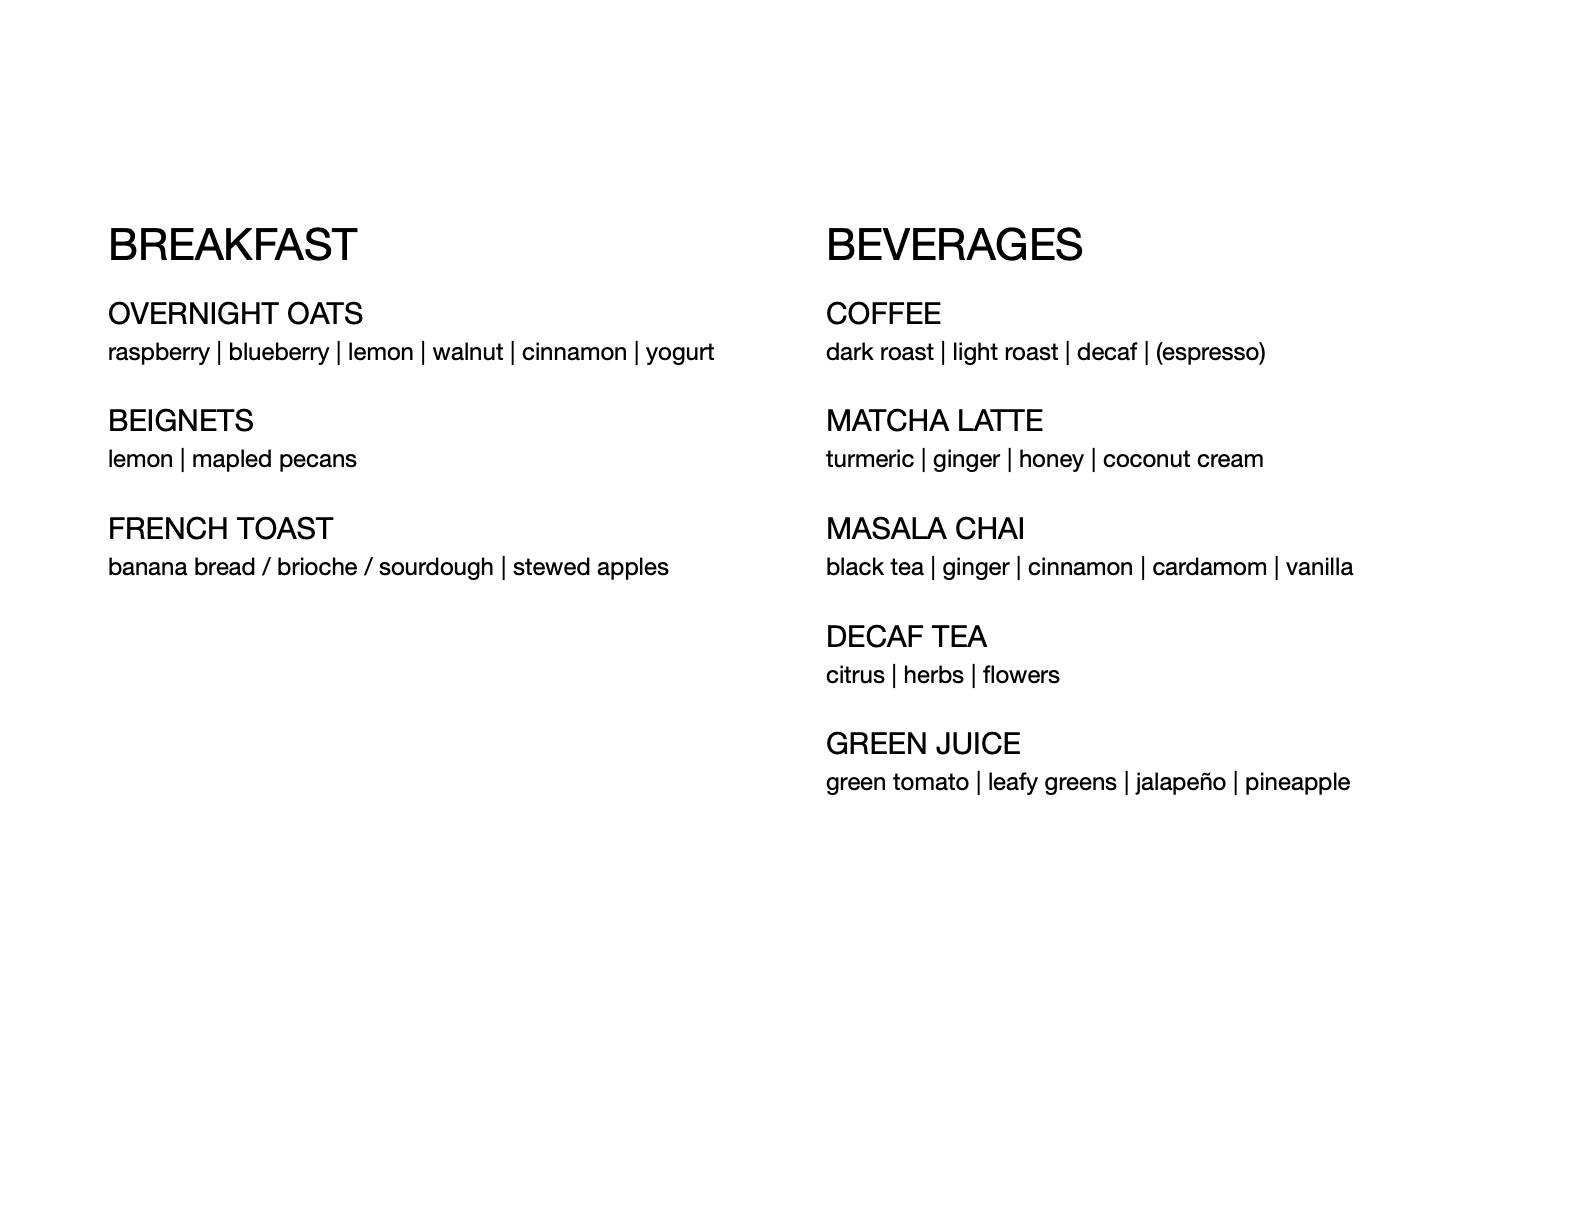 BREAKFAST
OVERNIGHT OATS
raspberry | blueberry | lemon | walnut | cinnamon | yogurt
BEIGNETS
lemon | mapled pecans
FRENCH TOAST
banana bread / brioche / sourdough | stewed apples
BEVERAGES
COFFEE
dark roast | light roast | decaf | (espresso)
MATCHA LATTE
turmeric | ginger | honey | coconut cream
MASALA CHAI
black tea | ginger | cinnamon | cardamom | vanilla
DECAF TEA
citrus | herbs | flowers
GREEN JUICE
green tomato | leafy greens | jalapeño | pineapple